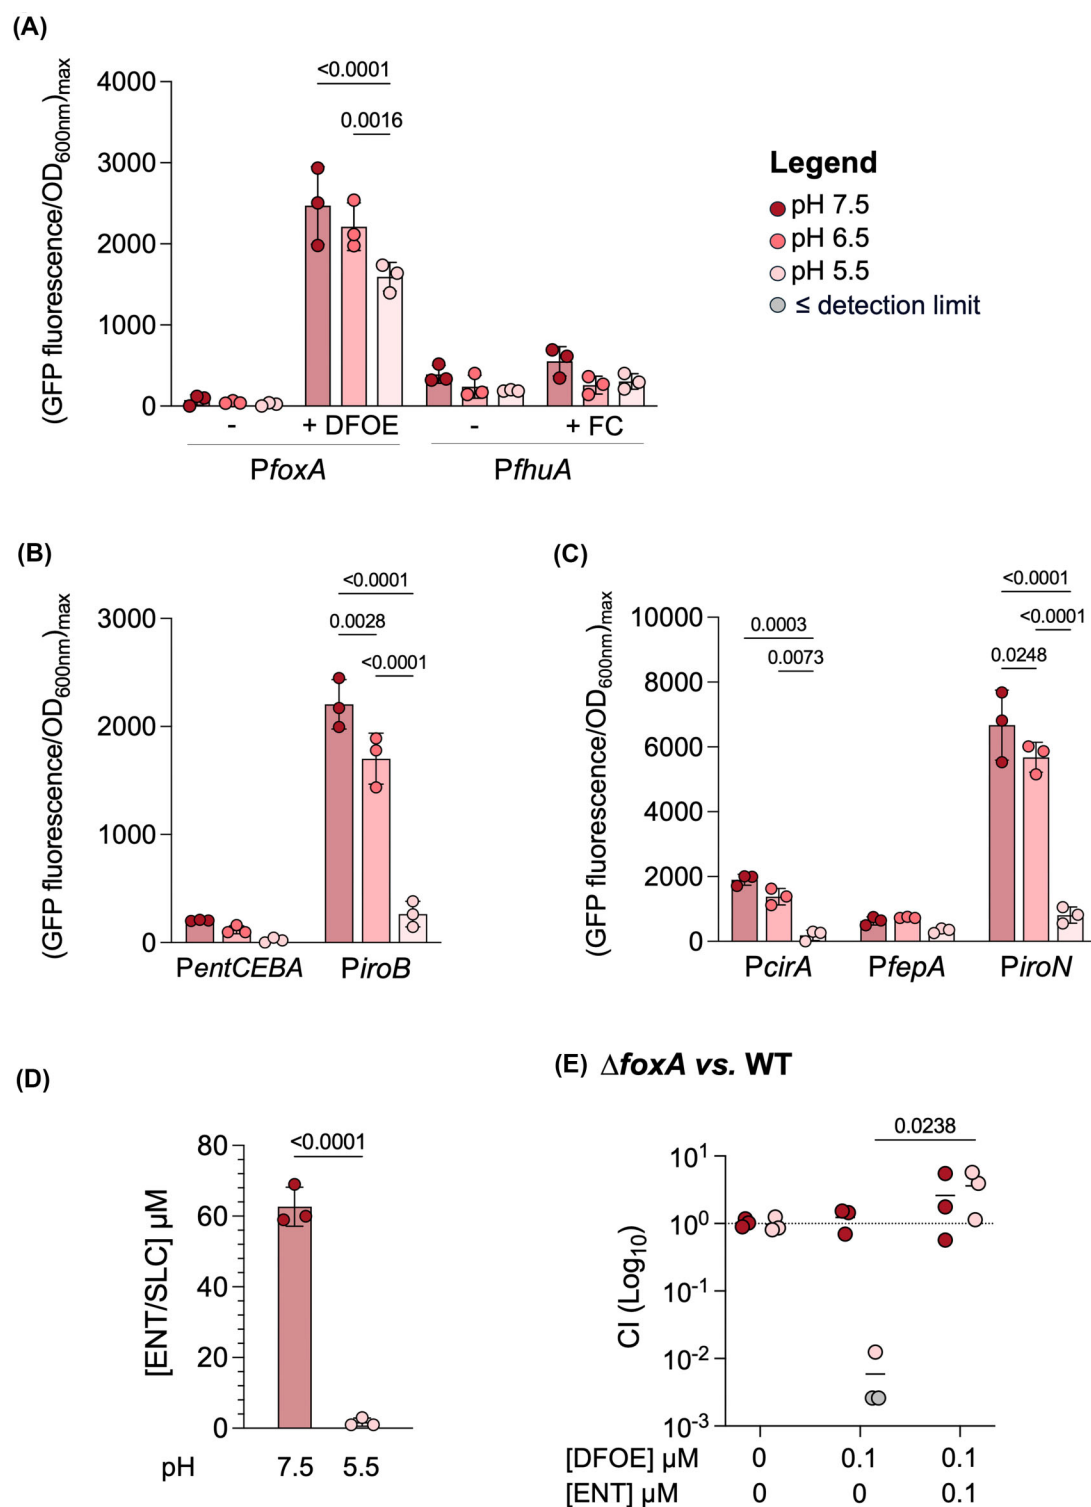 (A)
(GFP fluorescence/OD600nm)max
4000
3000
2000
1000
0
<0.0001
0.0016
- + DFOE - + FC
PfoxA PfhuA
Legend
pH 7.5
pH 6.5
pH 5.5
≤ detection limit
(B)
(GFP fluorescence/OD600nm)max
3000
2000
1000
0
<0.0001
0.0028
<0.0001
PentCEBA PiroB
(C)
(GFP fluorescence/OD600nm)max
10000
8000
6000
4000
2000
0
0.0003
0.0073
<0.0001
<0.0001
0.0248
PcirA PfepA PiroN
(D)
[ENT/SLC] µM
80
60
40
20
0
<0.0001
pH 7.5 5.5
(E) ΔfoxA vs. WT
CI (Log10)
10^1
10^0
10^-1
10^-2
10^-3
0.0238
[DFOE] µM 0 0.1 0.1
[ENT] µM 0 0 0.1